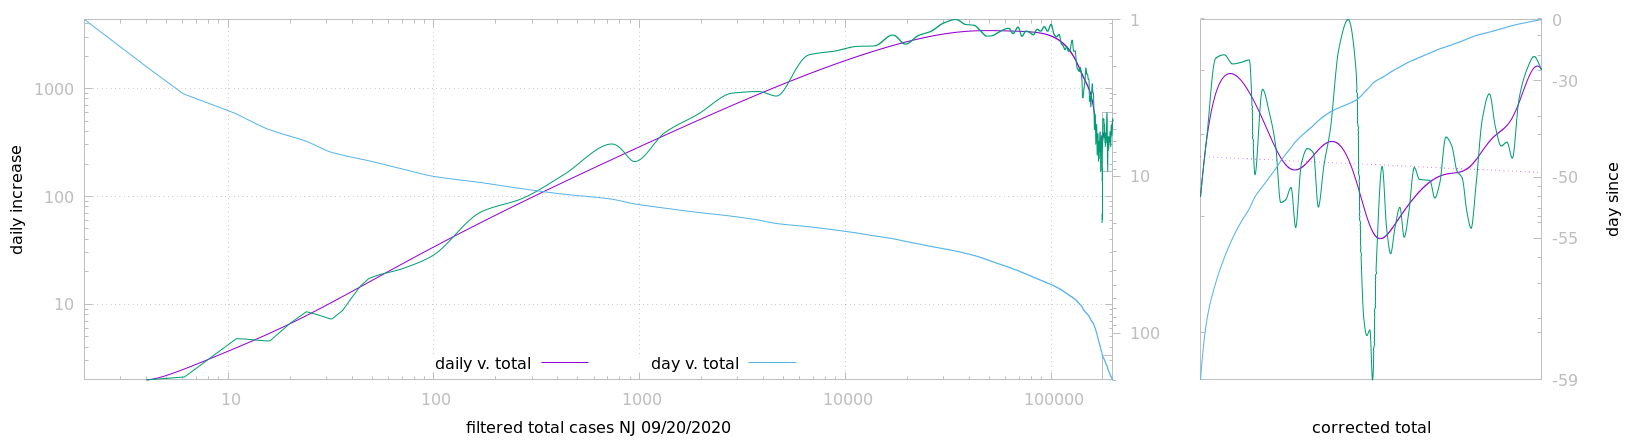 1000
100
10
daily increase
10
100
1000
10000
100000
filtered total cases NJ 09/20/2020
daily v. total
day v. total
1
10
100
0
-30
-50
-55
-59
day since
corrected total